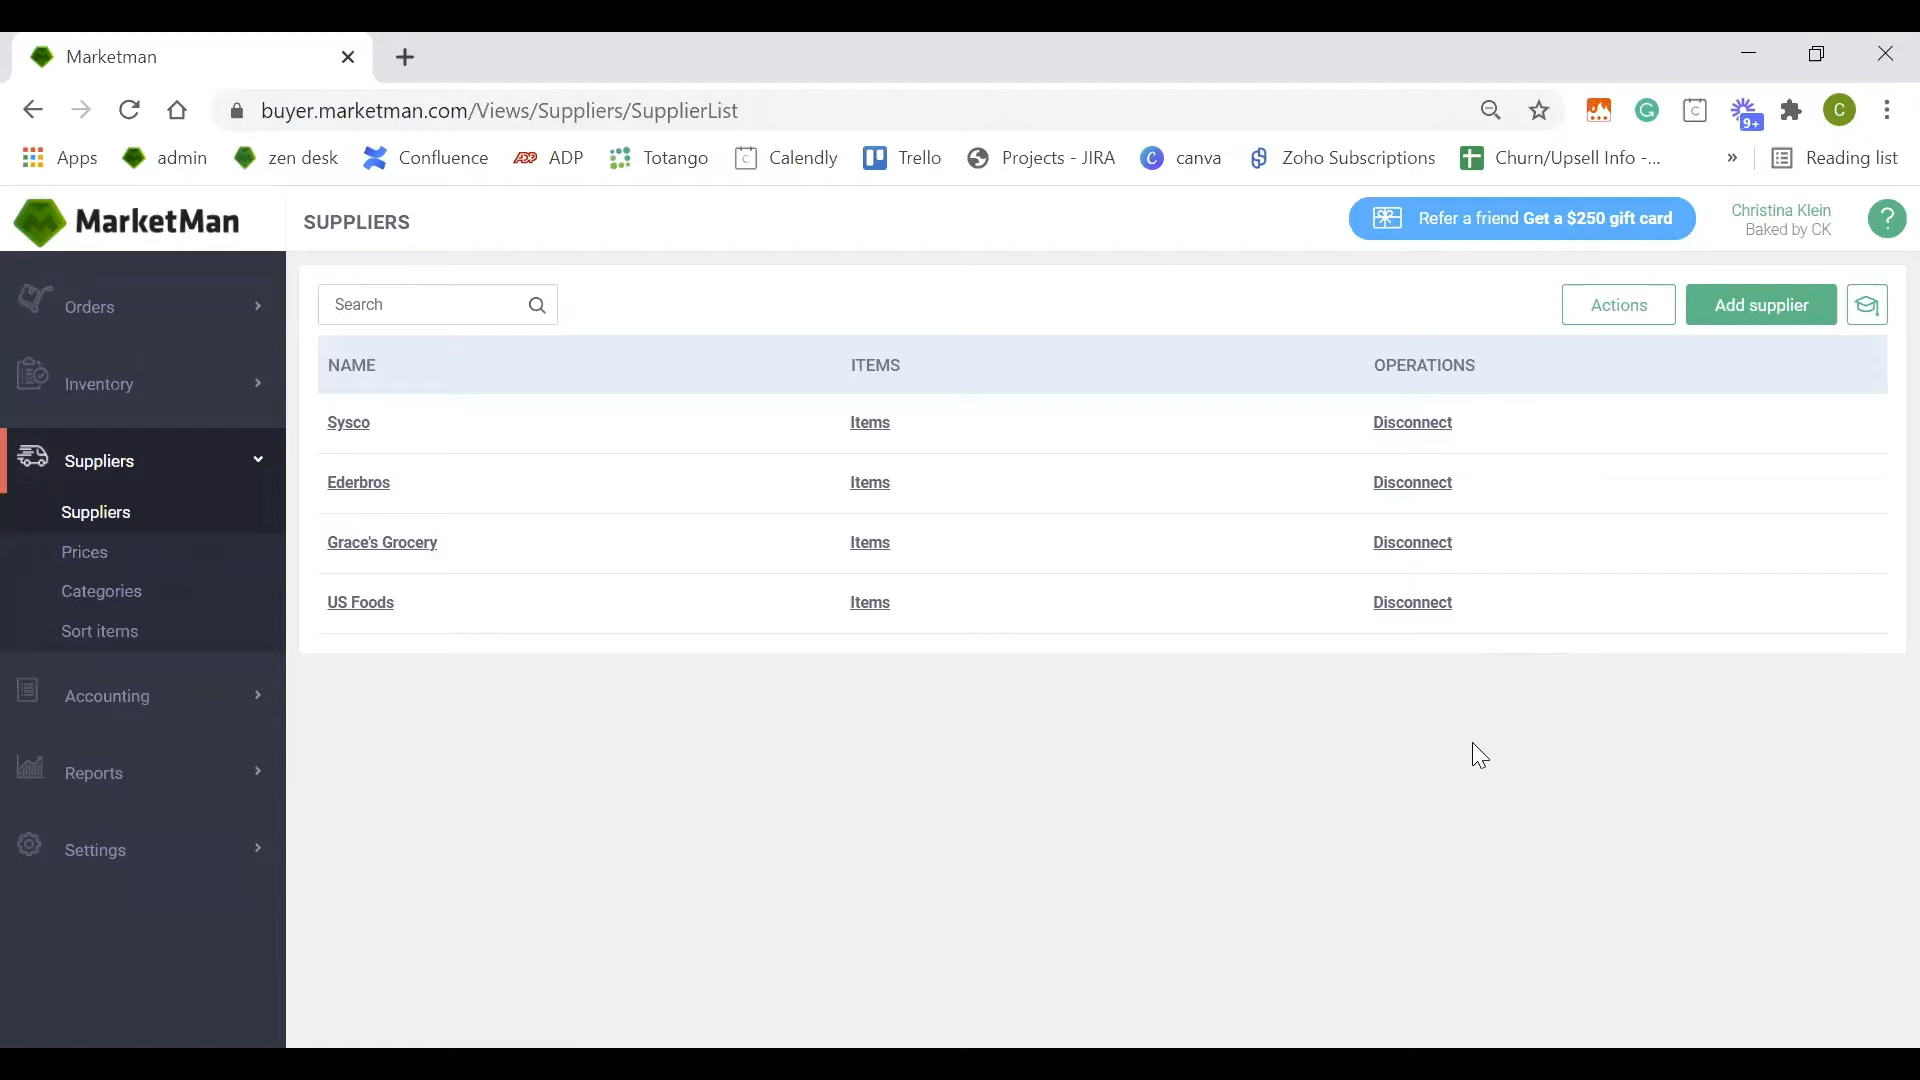 Marketman
buyer.marketman.com/Views/Suppliers/SupplierList
9+
C
Apps admin zen desk Confluence ADP ADP Totango C Calendly Trello Projects - JIRA C canva Zoho Subscriptions Churn/Upsell Info -... » Reading list
MarketMan
SUPPLIERS
Refer a friend Get a $250 gift card
Christina Klein
Baked by CK
?
Orders
Inventory
Suppliers
Suppliers
Prices
Categories
Sort items
Accounting
Reports
Settings
Search
Actions
Add supplier
NAME ITEMS OPERATIONS
Sysco Items Disconnect
Ederbros Items Disconnect
Grace's Grocery Items Disconnect
US Foods Items Disconnect